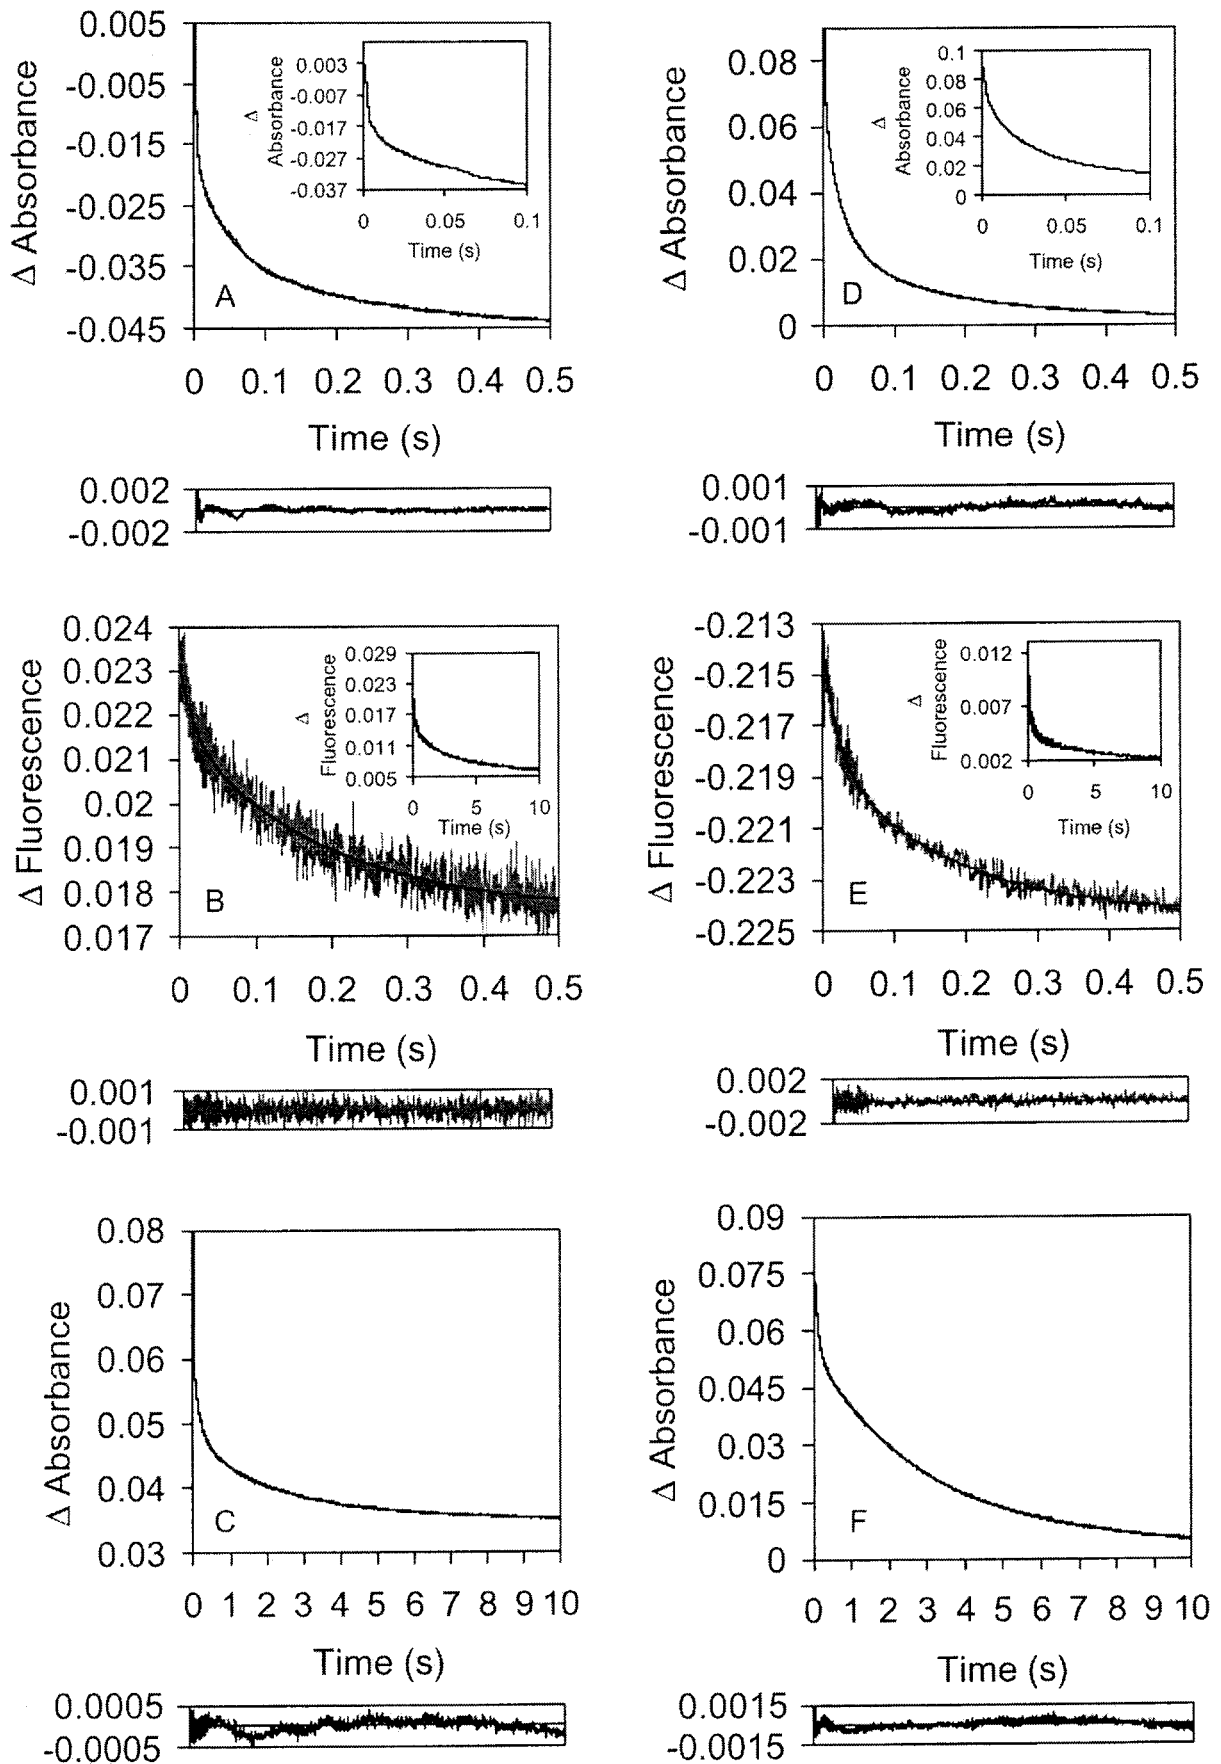 0.005
-0.005
-0.015
-0.025
-0.035
-0.045
Δ Absorbance
0.003
-0.007
-0.017
-0.027
-0.037
Δ
Absorbance
0 0.05 0.1
Time (s)
A
0 0.1 0.2 0.3 0.4 0.5
Time (s)
0.002
-0.002
0.08
0.06
0.04
0.02
0
Δ Absorbance
0.1
0.08
0.06
0.04
0.02
0
Δ
Absorbance
0 0.05 0.1
Time (s)
D
0 0.1 0.2 0.3 0.4 0.5
Time (s)
0.001
-0.001
0.024
0.023
0.022
0.021
0.02
0.019
0.018
0.017
Δ Fluorescence
0.029
0.023
0.017
0.011
0.005
Δ
Fluorescence
0 5 10
Time (s)
B
0 0.1 0.2 0.3 0.4 0.5
Time (s)
0.001
-0.001
-0.213
-0.215
-0.217
-0.219
-0.221
-0.223
-0.225
Δ Fluorescence
0.012
0.007
0.002
Δ
Fluorescence
0 5 10
Time (s)
E
0 0.1 0.2 0.3 0.4 0.5
Time (s)
0.002
-0.002
0.08
0.07
0.06
0.05
0.04
0.03
Δ Absorbance
C
0 1 2 3 4 5 6 7 8 9 10
Time (s)
0.0005
-0.0005
0.09
0.075
0.06
0.045
0.03
0.015
0
Δ Absorbance
F
0 1 2 3 4 5 6 7 8 9 10
Time (s)
0.0015
-0.0015